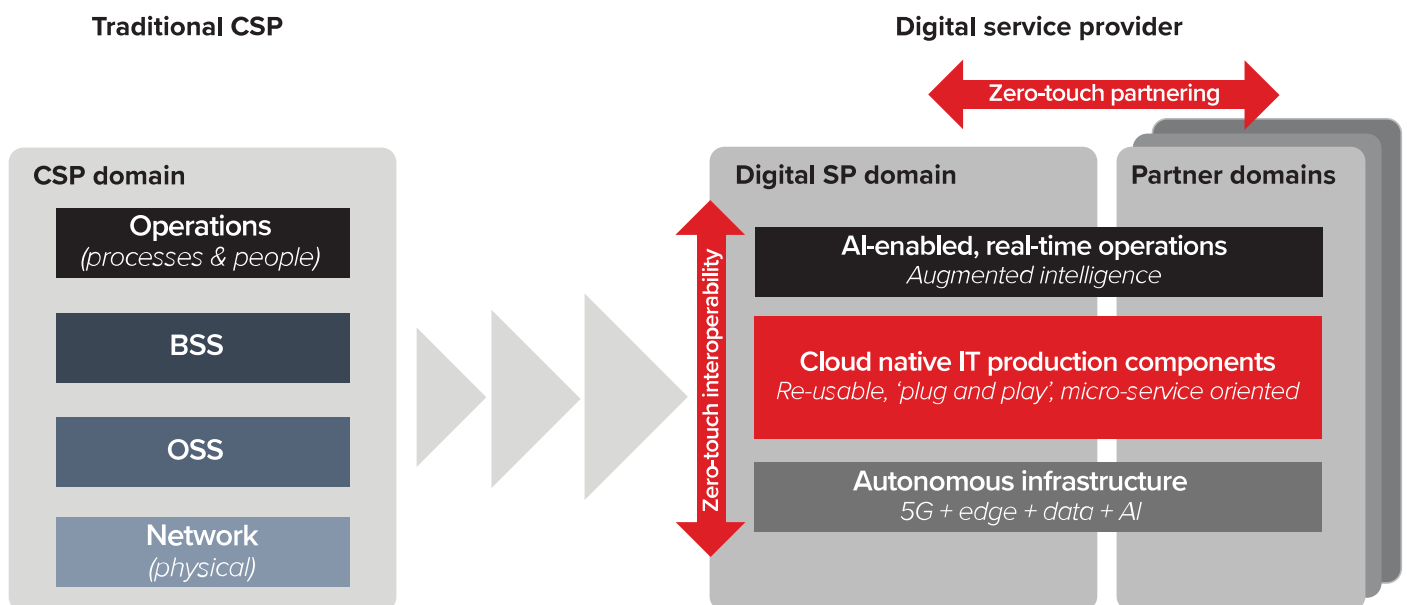 Traditional CSP
Digital service provider
Zero-touch partnering
CSP domain
Operations
(processes & people)
BSS
OSS
Network
(physical)
Digital SP domain
Partner domains
Zero-touch interoperability
AI-enabled, real-time operations
Augmented intelligence
Cloud native IT production components
Re-usable, ‘plug and play’, micro-service oriented
Autonomous infrastructure
5G + edge + data + AI